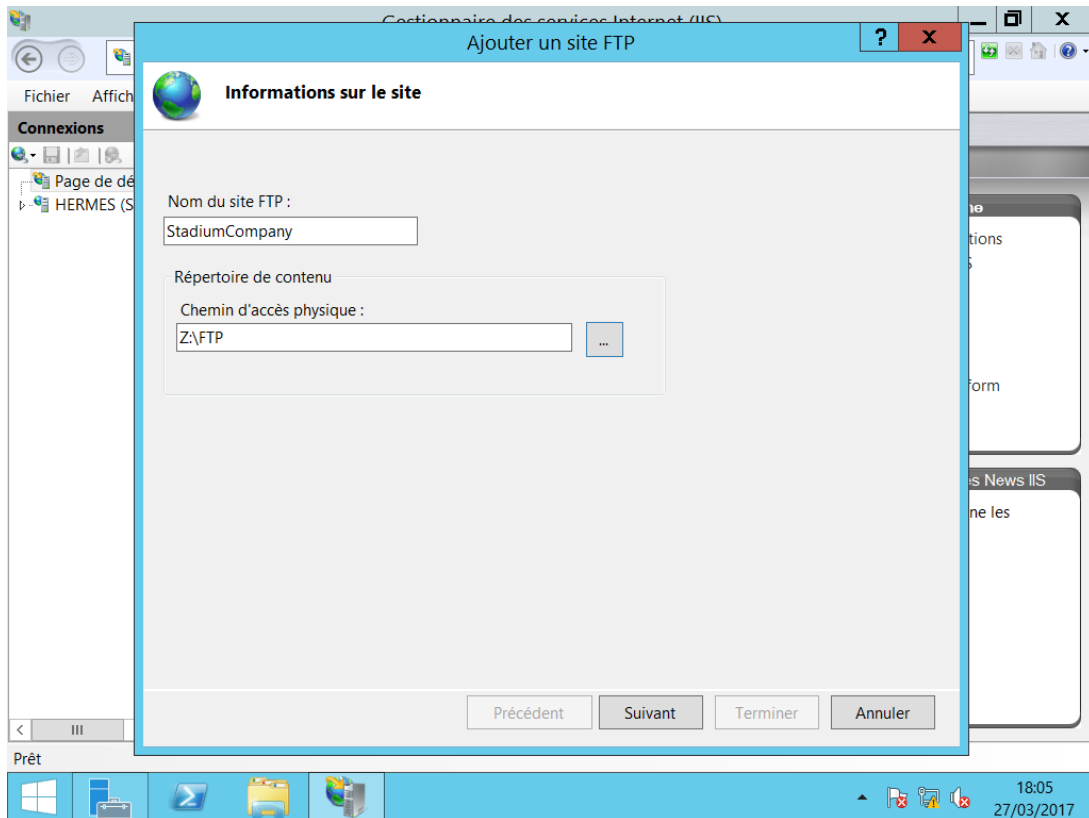 Gestionnaire des services Internet (IIS)
Ajouter un site FTP
? X
X
Fichier Affich
Informations sur le site
Connexions
Page de dé
HERMES (S
Nom du site FTP :
StadiumCompany
Répertoire de contenu
Chemin d'accès physique :
Z:\FTP
...
tions
form
es News IIS
ne les
Précédent Suivant Terminer Annuler
Prêt
18:05
27/03/2017